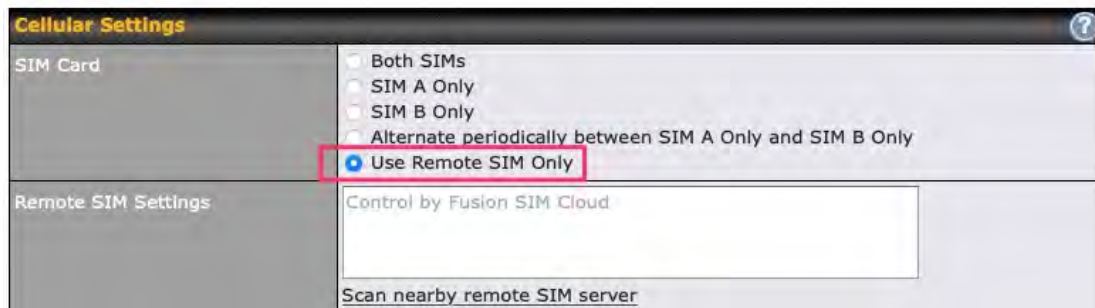 Cellular Settings
?
SIM Card
Both SIMs
SIM A Only
SIM B Only
Alternate periodically between SIM A Only and SIM B Only
Use Remote SIM Only
Remote SIM Settings
Control by Fusion SIM Cloud
Scan nearby remote SIM server